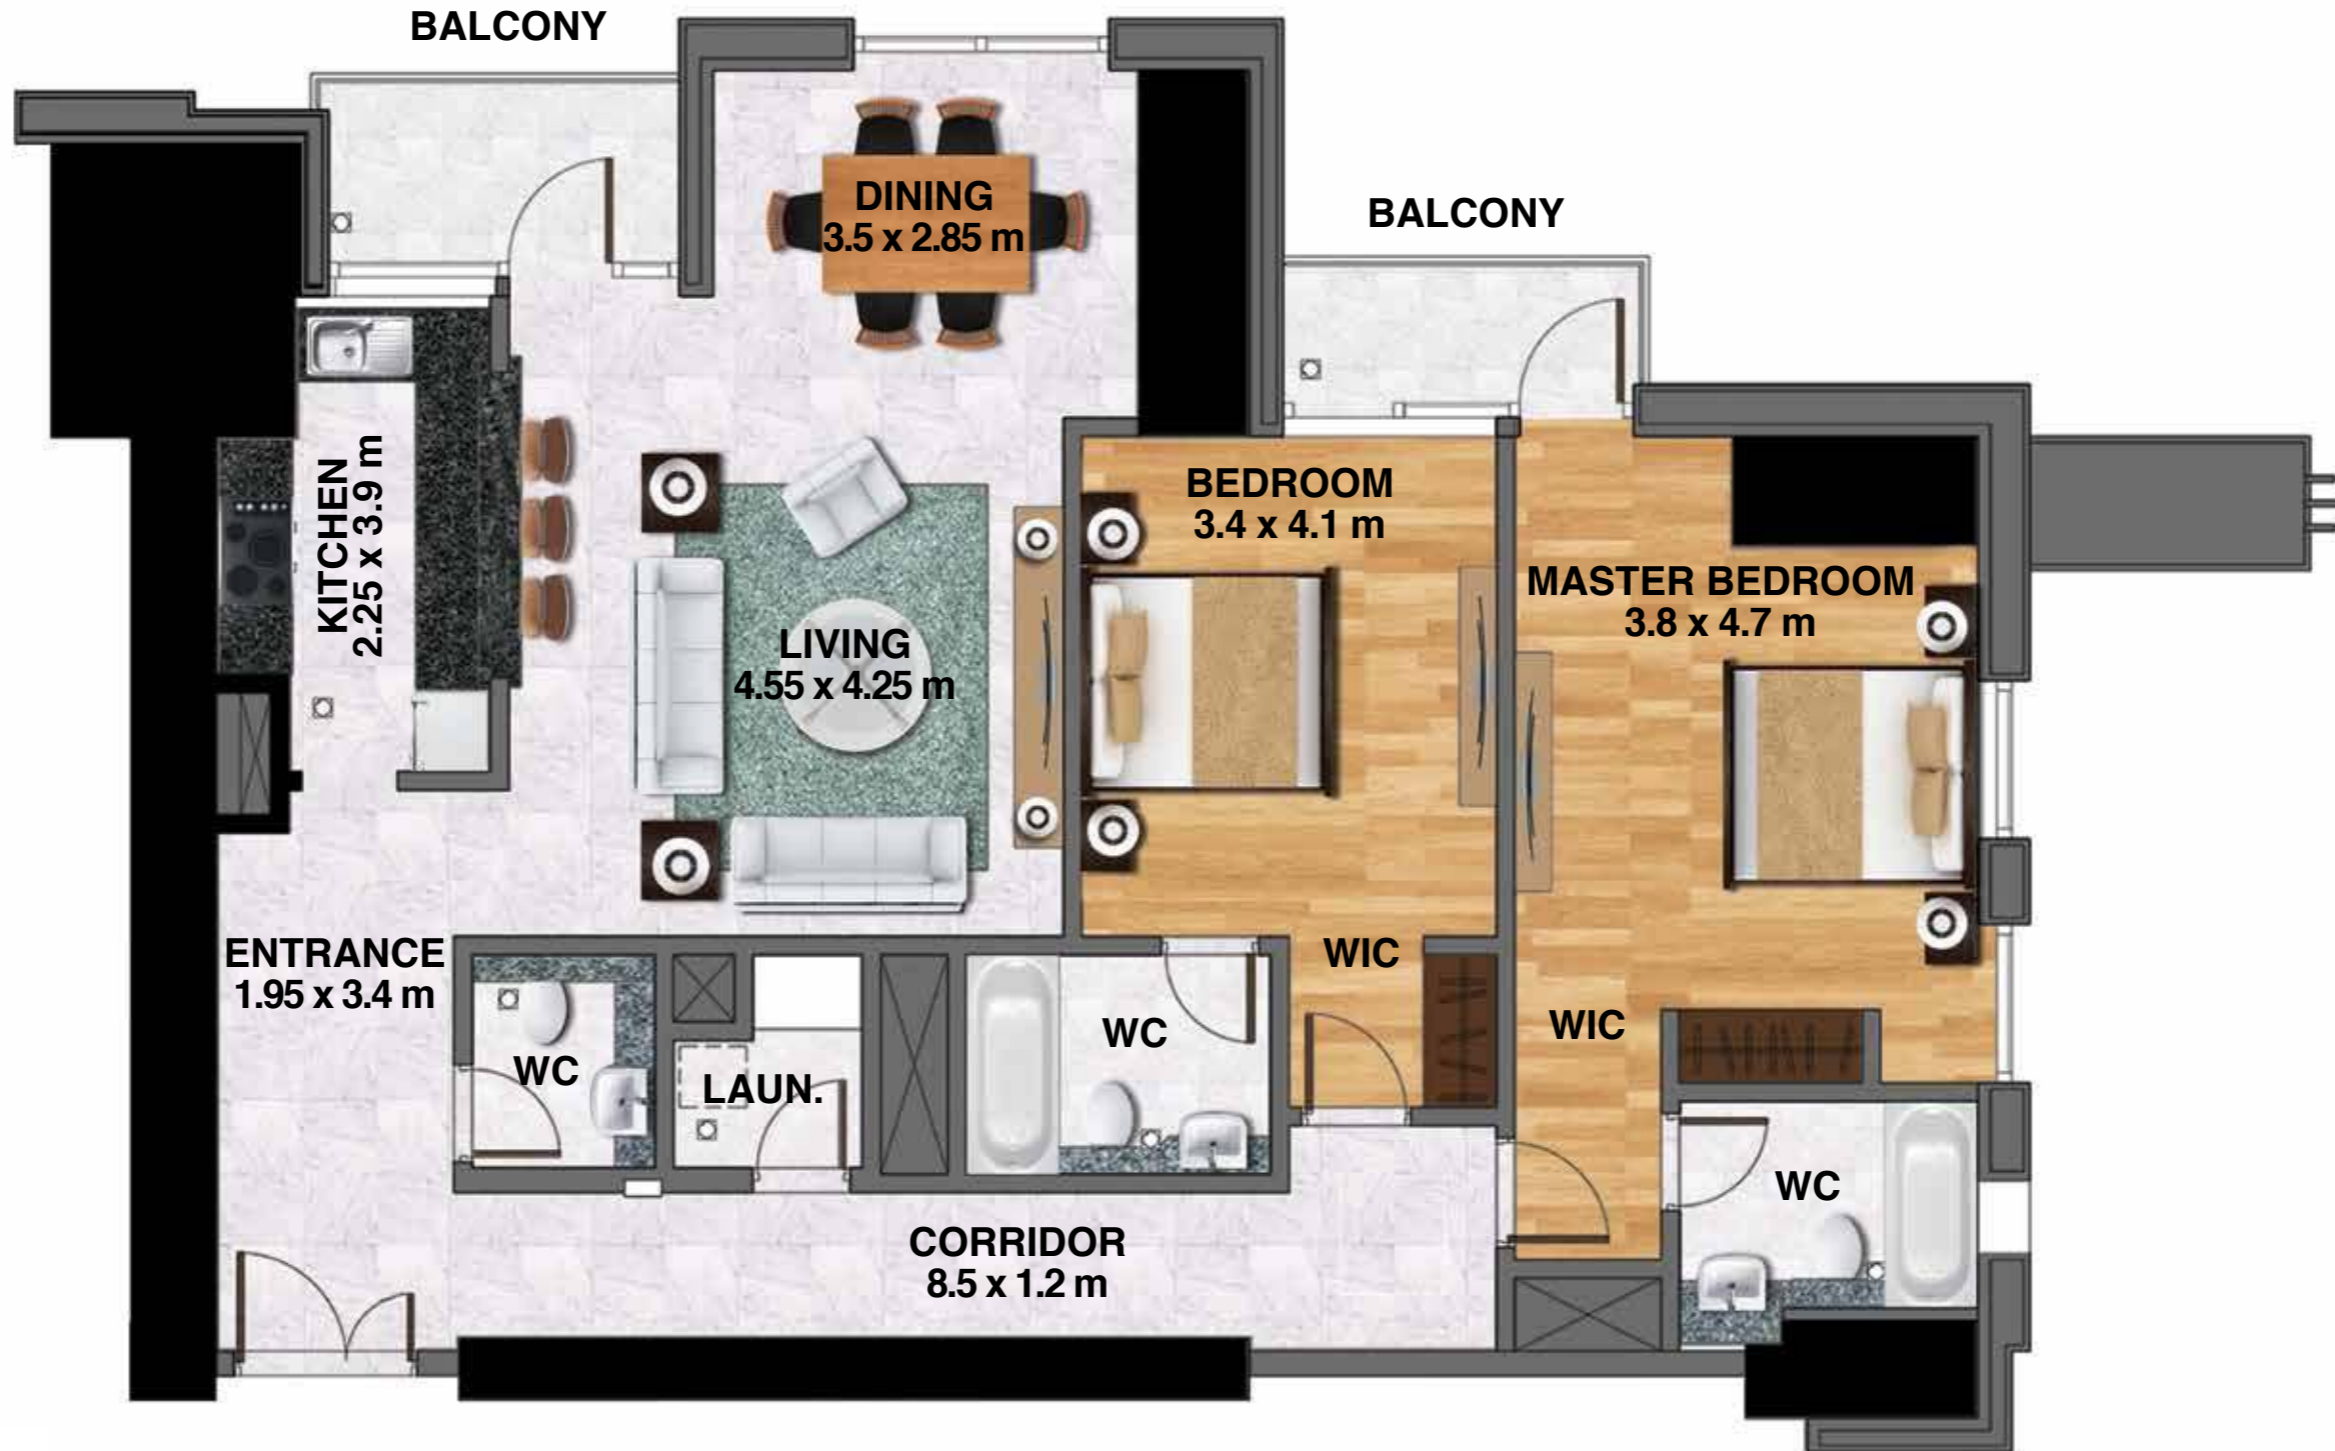 BALCONY
DINING
3.5 x 2.85 m
BALCONY
KITCHEN
2.25 x 3.9 m
BEDROOM
3.4 x 4.1 m
MASTER BEDROOM
3.8 x 4.7 m
LIVING
4.55 x 4.25 m
ENTRANCE
1.95 x 3.4 m
WIC
WIC
WC
WC
LAUN.
WC
CORRIDOR
8.5 x 1.2 m